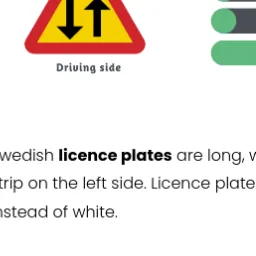 Driving side
wedish licence plates are long, w
trip on the left side. Licence plate
nstead of white.